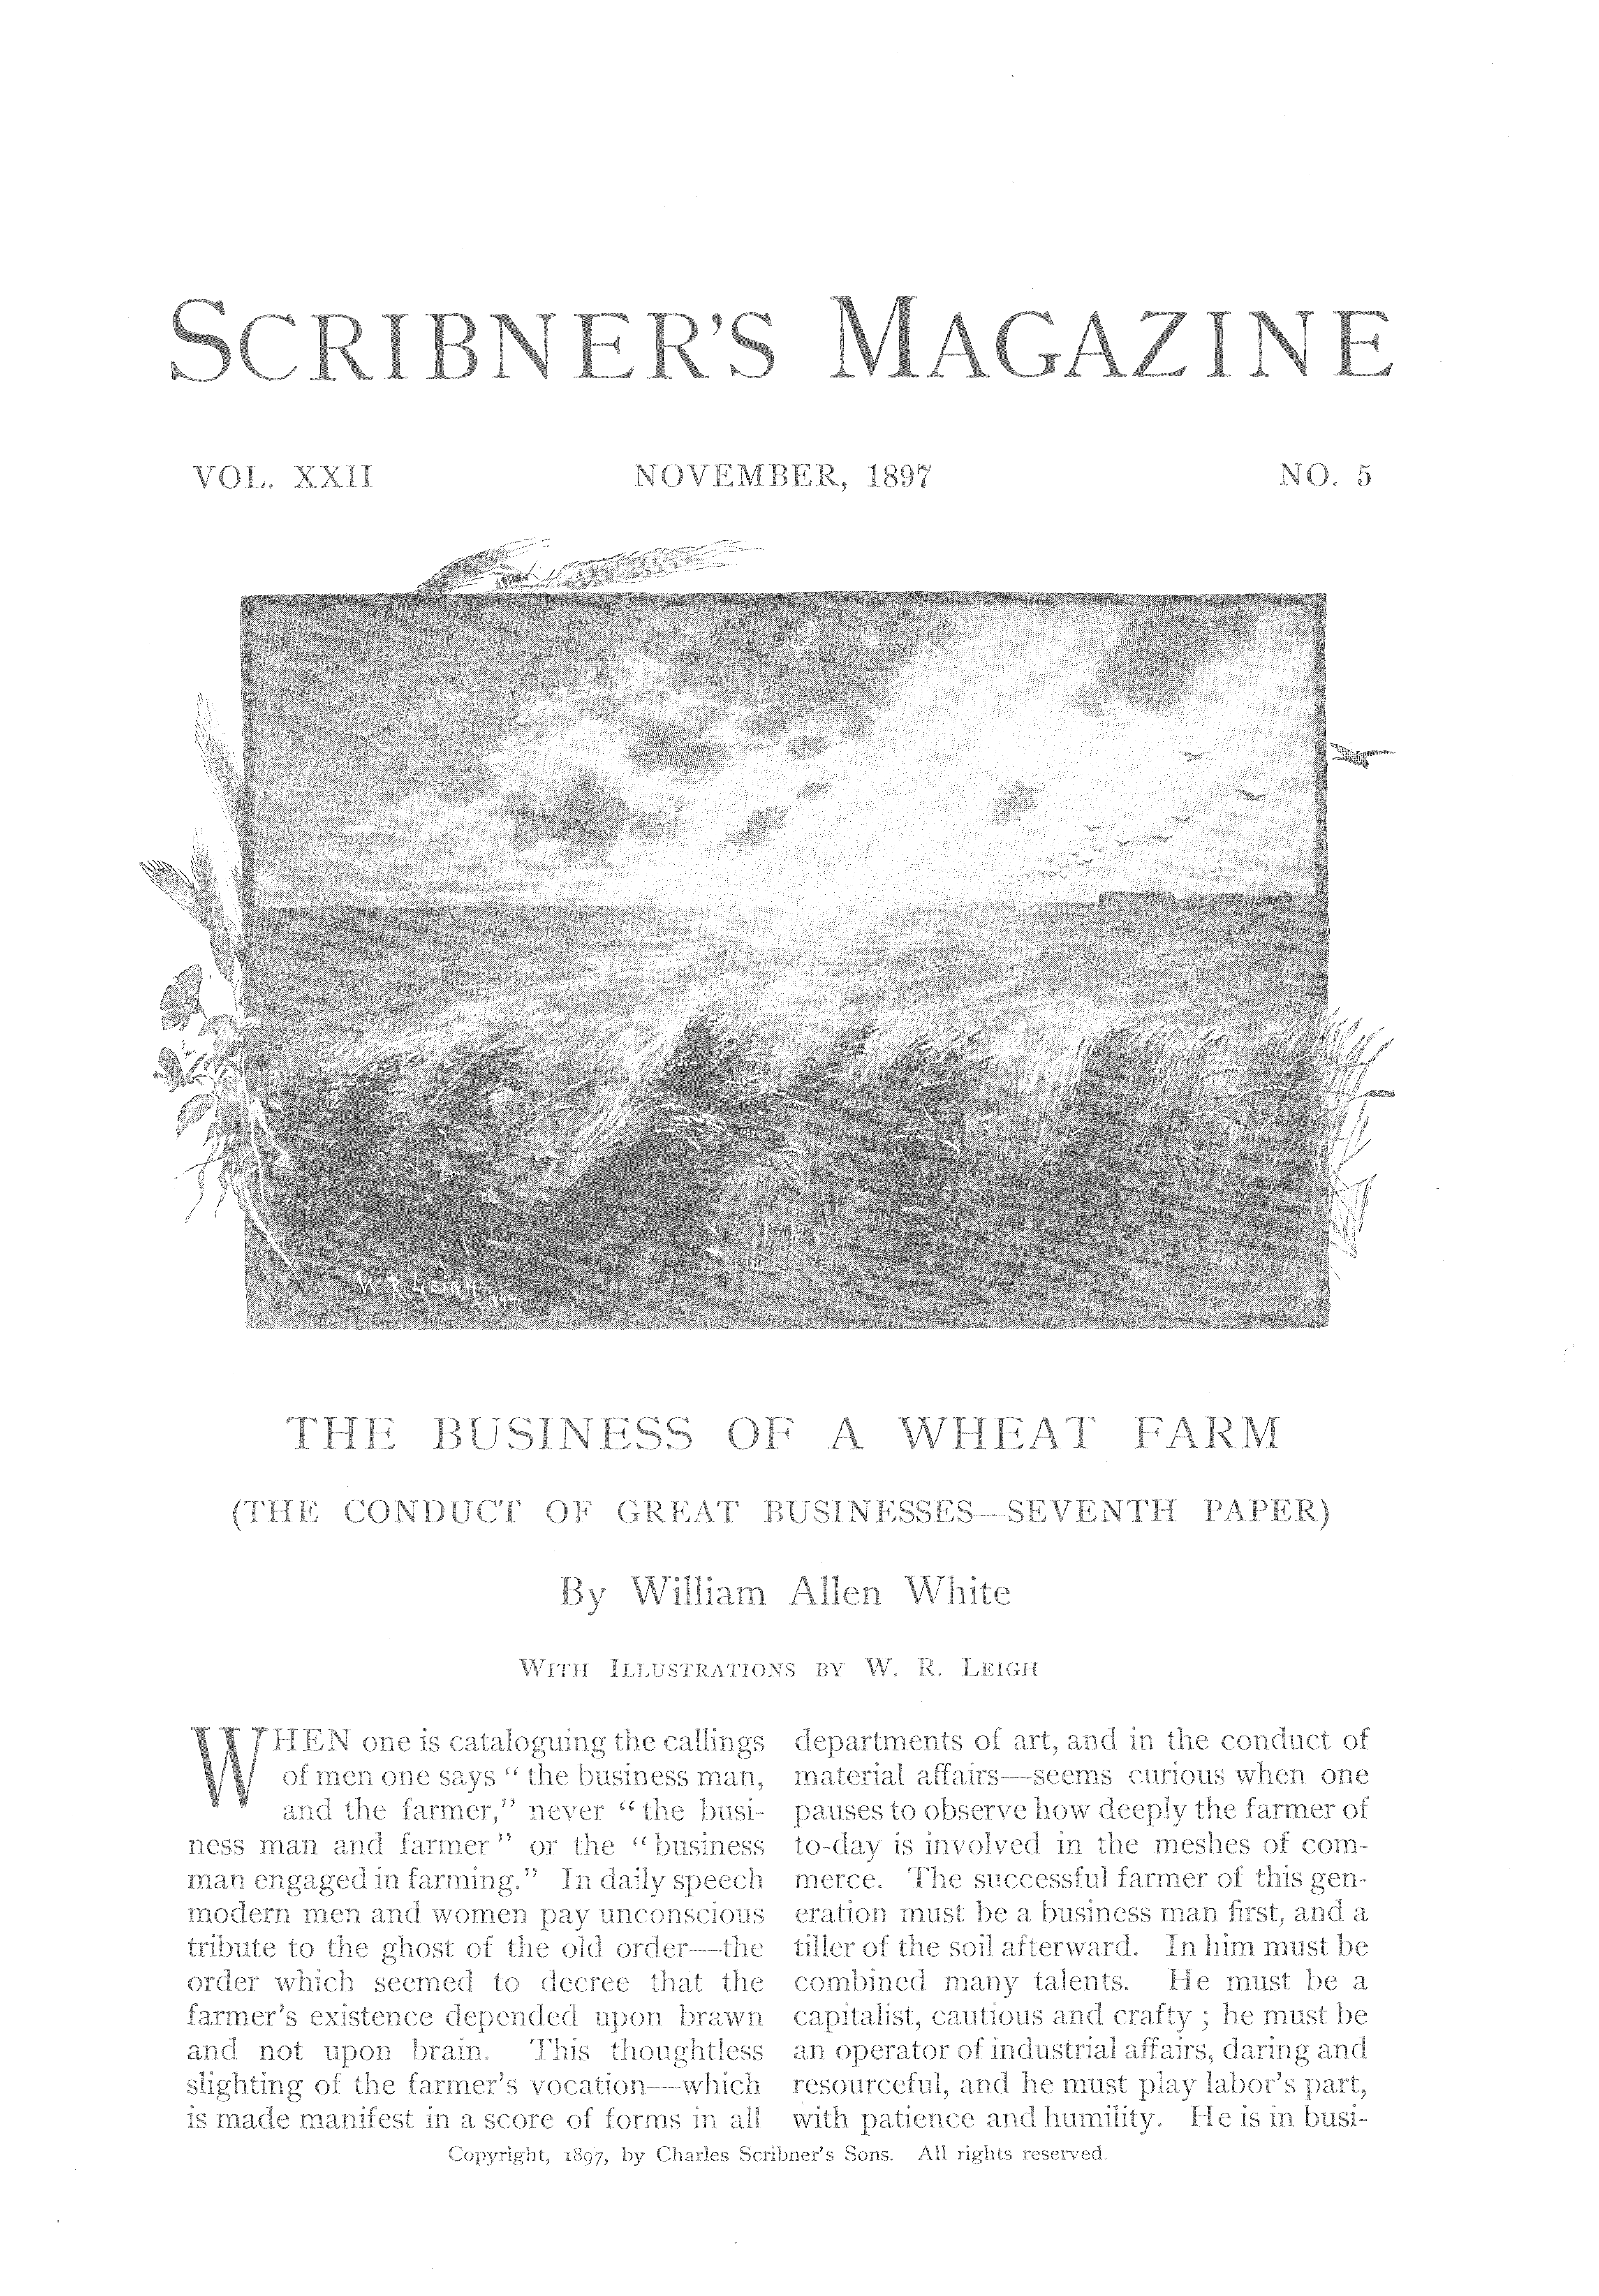 SCRIBNER'S MAGAZINE
VOL. XXII NOVEMBER, 1897 NO. 5
W. R. LEIGH
1897.
THE BUSINESS OF A WHEAT FARM
(THE CONDUCT OF GREAT BUSINESSES—SEVENTH PAPER)
By William Allen White
WITH ILLUSTRATIONS BY W. R. LEIGH
WHEN one is cataloguing the callings
of men one says “ the business man,
and the farmer,” never “ the busi-
ness man and farmer ” or the “ business
man engaged in farming.” In daily speech
modern men and women pay unconscious
tribute to the ghost of the old order—the
order which seemed to decree that the
farmer's existence depended upon brawn
and not upon brain. This thoughtless
slighting of the farmer's vocation—which
is made manifest in a score of forms in all
departments of art, and in the conduct of
material affairs—seems curious when one
pauses to observe how deeply the farmer of
to-day is involved in the meshes of com-
merce. The successful farmer of this gen-
eration must be a business man first, and a
tiller of the soil afterward. In him must be
combined many talents. He must be a
capitalist, cautious and crafty ; he must be
an operator of industrial affairs, daring and
resourceful, and he must play labor's part,
with patience and humility. He is in busi-
Copyright, 1897, by Charles Scribner's Sons. All rights reserved.